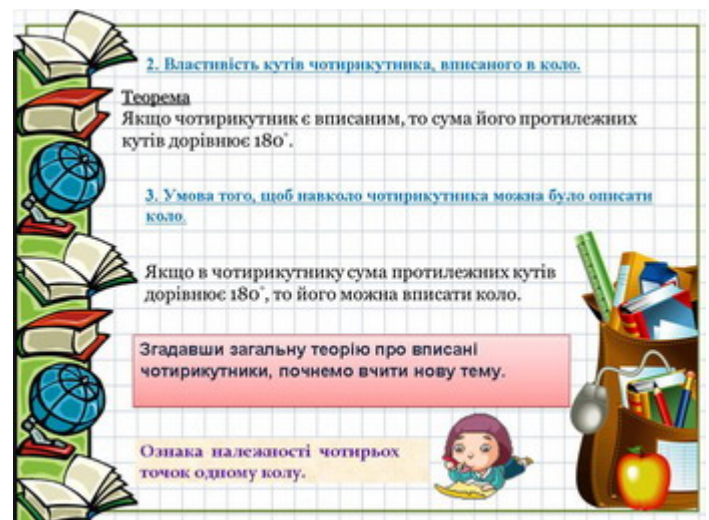 2. Властивість кутів чотирикутника, вписаного в коло.
Теорема
Якщо чотирикутник є вписаним, то сума його протилежних
кутів дорівнює 180°.
3. Умова того, щоб навколо чотирикутника можна було описати
коло.
Якщо в чотирикутнику сума протилежних кутів
дорівнює 180°, то його можна вписати коло.
Згадавши загальну теорію про вписані
чотирикутники, почнемо вчити нову тему.
Ознака належності чотирьох
точок одному колу.